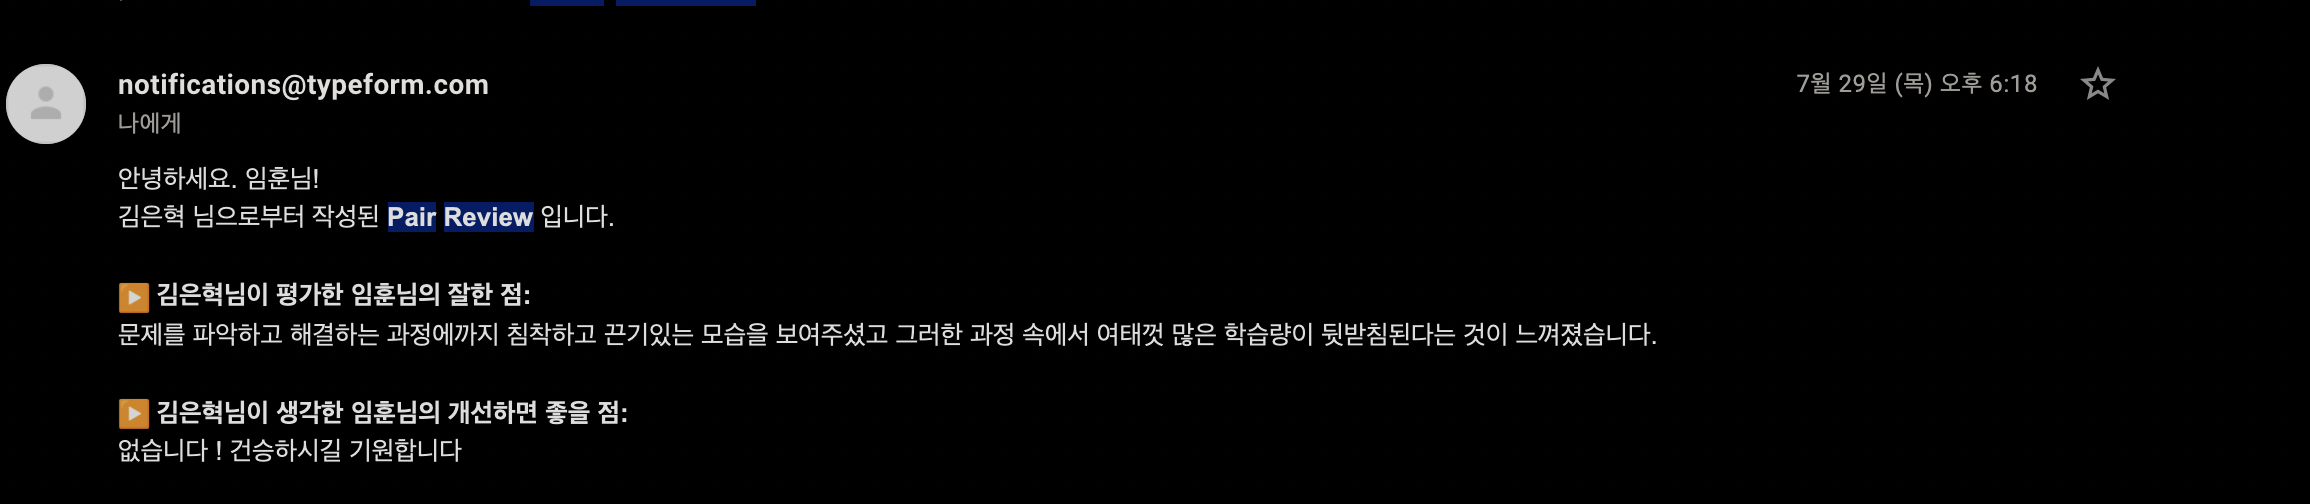 notifications@typeform.com
7월 29일 (목) 오후 6:18
나에게
안녕하세요. 임훈님!
김은혁 님으로부터 작성된 Pair Review 입니다.
김은혁님이 평가한 임훈님의 잘한 점:
문제를 파악하고 해결하는 과정에까지 침착하고 끈기있는 모습을 보여주셨고 그러한 과정 속에서 여태껏 많은 학습량이 뒷받침된다는 것이 느껴졌습니다.
김은혁님이 생각한 임훈님의 개선하면 좋을 점:
없습니다 ! 건승하시길 기원합니다